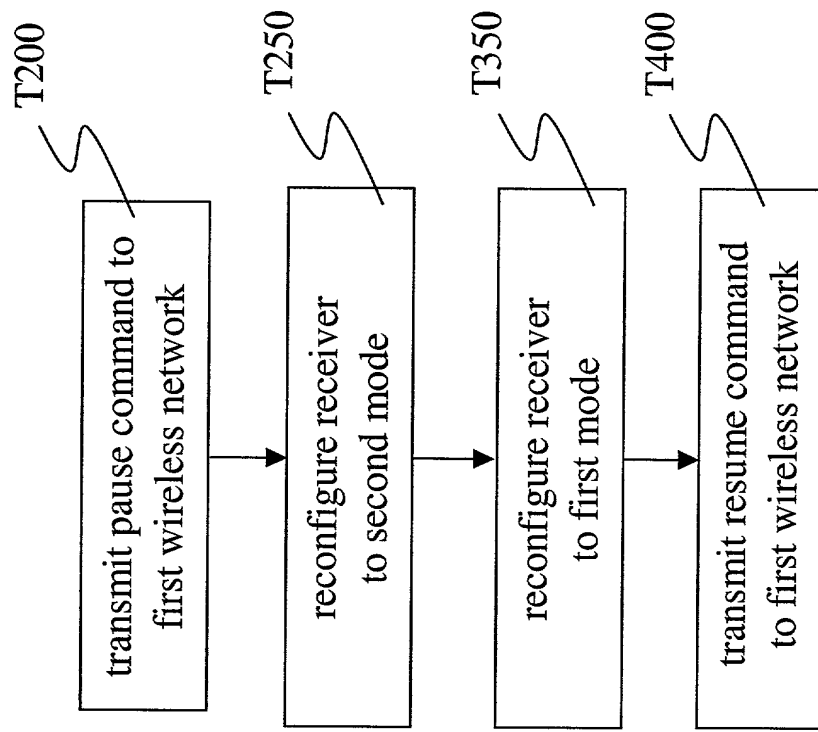 transmit pause command to
first wireless network
T200
reconfigure receiver
to second mode
T250
reconfigure receiver
to first mode
T350
transmit resume command
to first wireless network
T400